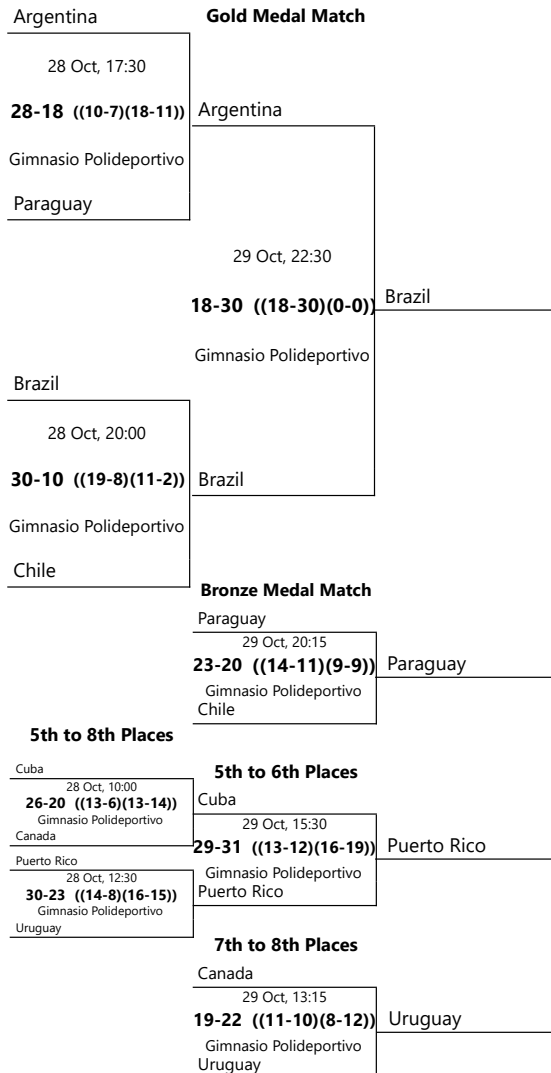 Argentina
Gold Medal Match
28 Oct, 17:30
28-18 ((10-7)(18-11))
Argentina
Gimnasio Polideportivo
Paraguay
29 Oct, 22:30
18-30 ((18-30)(0-0))
Brazil
Gimnasio Polideportivo
Brazil
28 Oct, 20:00
30-10 ((19-8)(11-2))
Brazil
Gimnasio Polideportivo
Chile
Bronze Medal Match
Paraguay
29 Oct, 20:15
23-20 ((14-11)(9-9))
Paraguay
Gimnasio Polideportivo
Chile
5th to 8th Places
Cuba
28 Oct, 10:00
26-20 ((13-6)(13-14))
Gimnasio Polideportivo
Canada
5th to 6th Places
Cuba
29 Oct, 15:30
29-31 ((13-12)(16-19))
Puerto Rico
Gimnasio Polideportivo
Puerto Rico
Puerto Rico
28 Oct, 12:30
30-23 ((14-8)(16-15))
Gimnasio Polideportivo
Uruguay
7th to 8th Places
Canada
29 Oct, 13:15
19-22 ((11-10)(8-12))
Uruguay
Gimnasio Polideportivo
Uruguay